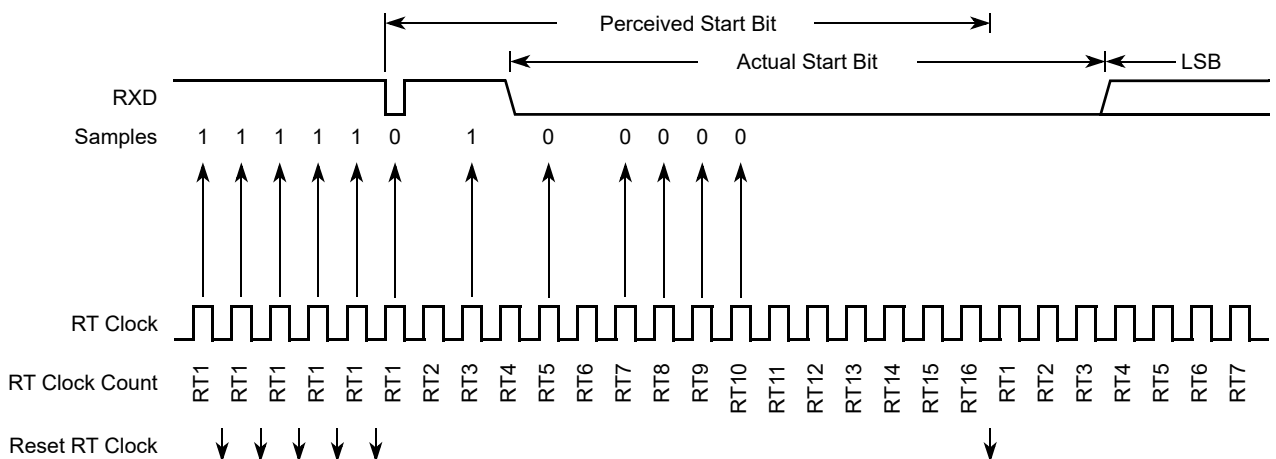 Perceived Start Bit
Actual Start Bit
LSB
RXD
Samples 1 1 1 1 1 0 1 0 0 0 0 0
RT Clock
RT Clock Count RT1 RT1 RT1 RT1 RT1 RT1 RT2 RT3 RT4 RT5 RT6 RT7 RT8 RT9 RT10 RT11 RT12 RT13 RT14 RT15 RT16 RT1 RT2 RT3 RT4 RT5 RT6 RT7
Reset RT Clock